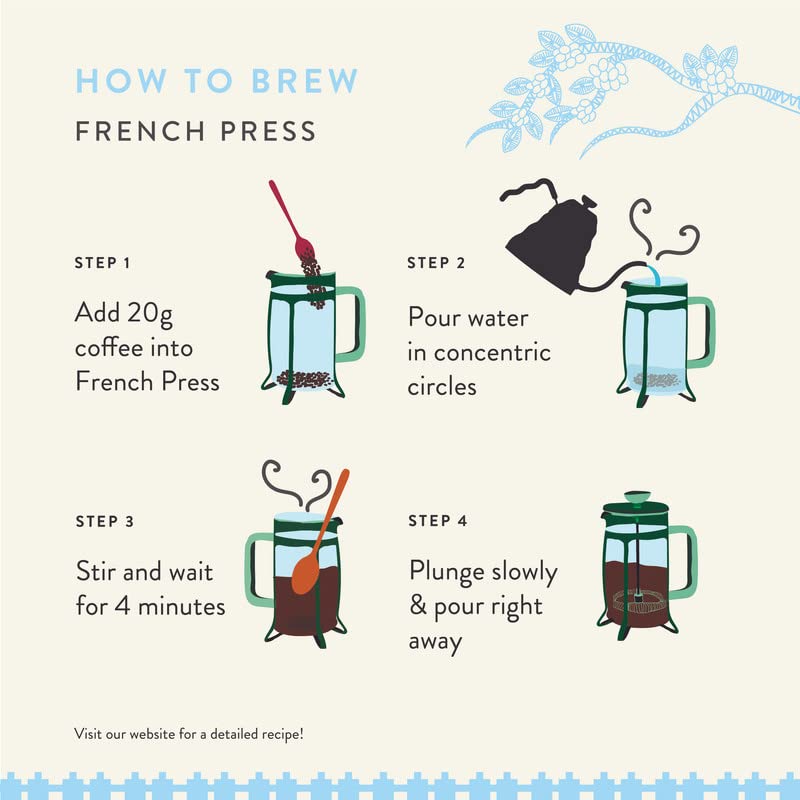 HOW TO BREW
FRENCH PRESS
STEP 1
Add 20g
coffee into
French Press
STEP 2
Pour water
in concentric
circles
STEP 3
Stir and wait
for 4 minutes
STEP 4
Plunge slowly
& pour right
away
Visit our website for a detailed recipe!